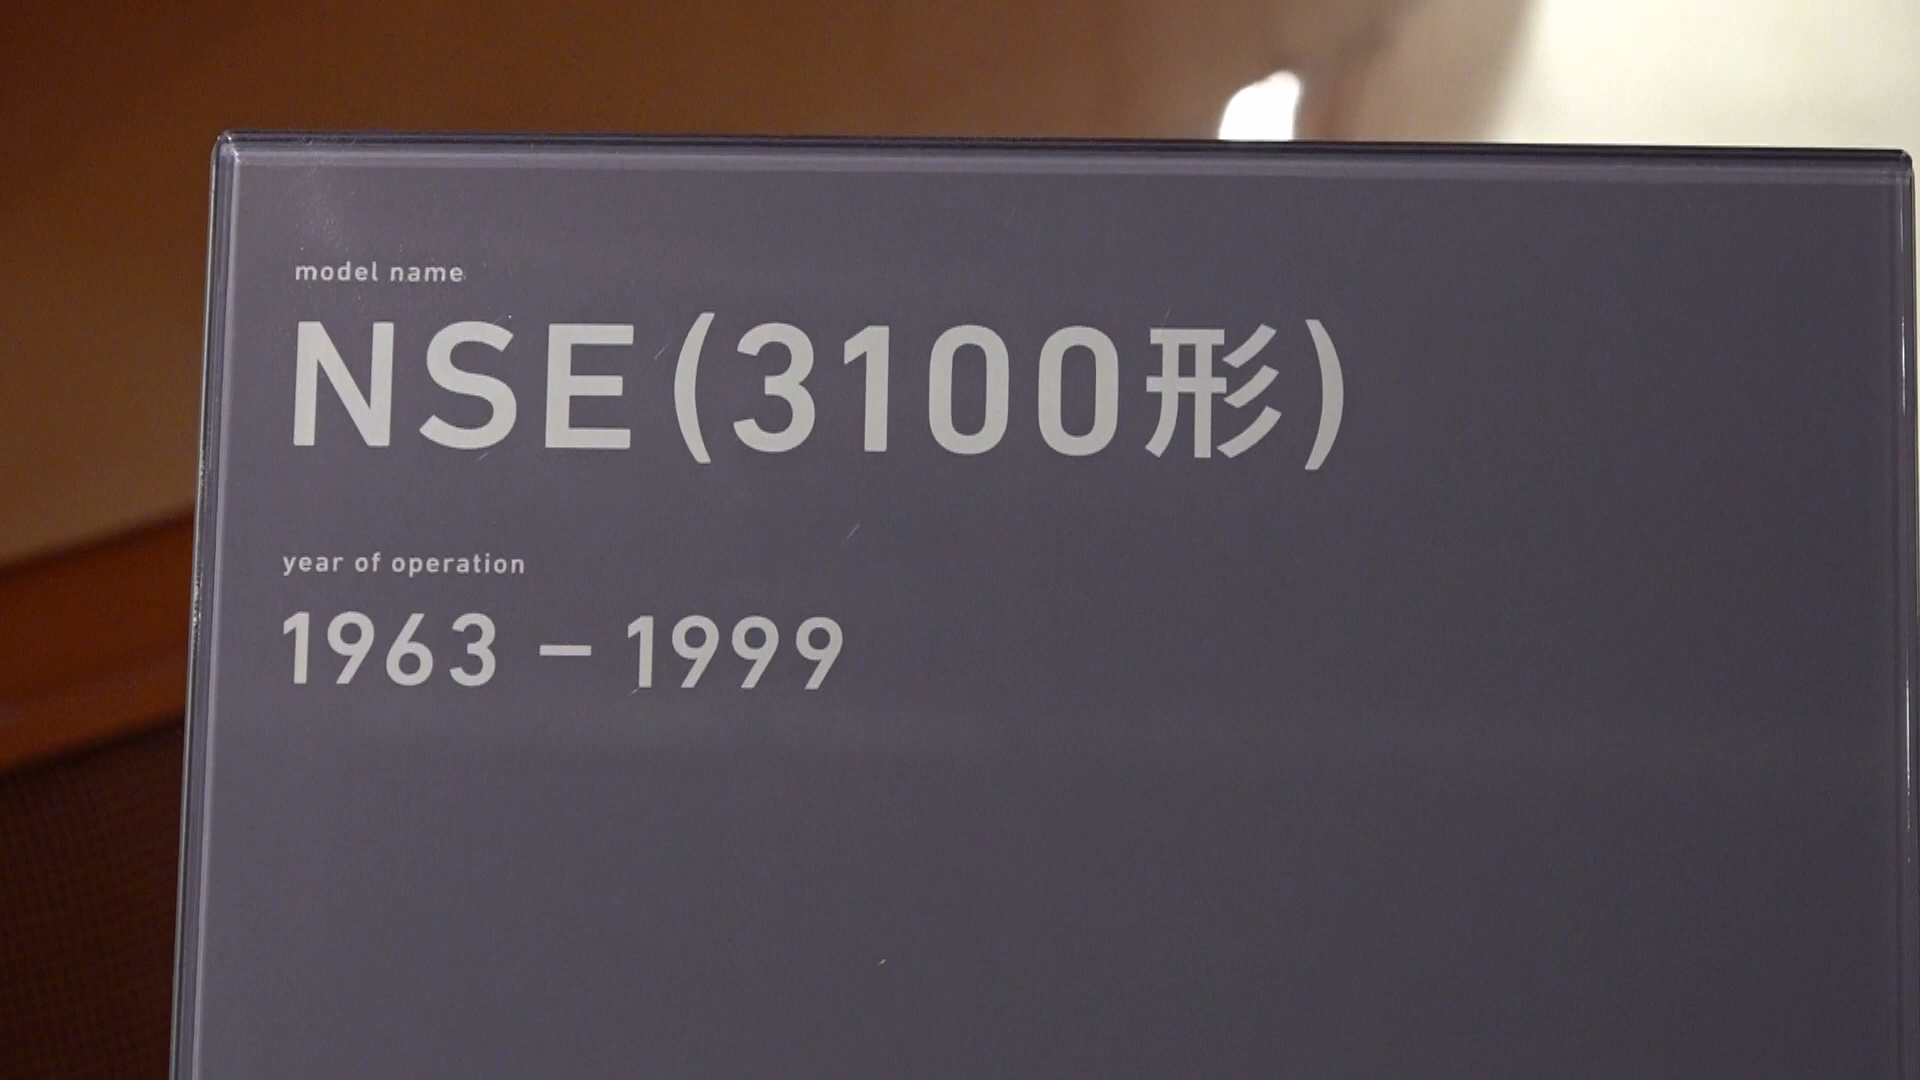 model name
NSE(3100形)
year of operation
1963 – 1999